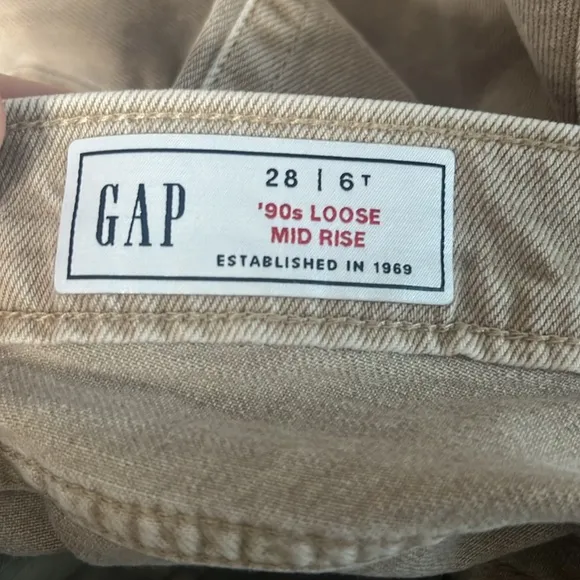 GAP
28 | 6T
'90s LOOSE
MID RISE
ESTABLISHED IN 1969